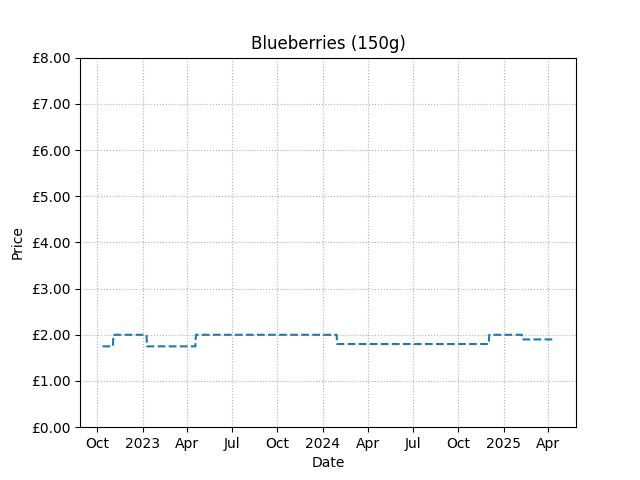 Blueberries (150g)
£8.00
£7.00
£6.00
£5.00
£4.00
£3.00
£2.00
£1.00
£0.00
Price
Oct 2023 Apr Jul Oct 2024 Apr Jul Oct 2025 Apr
Date